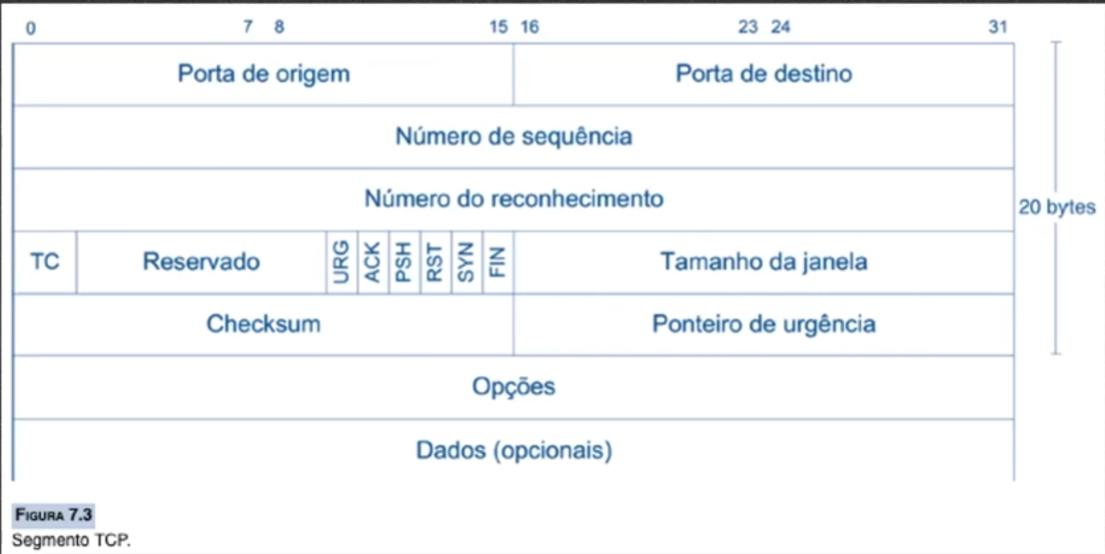 0 7 8 15 16 23 24 31
Porta de origem Porta de destino
Número de sequência
Número do reconhecimento
20 bytes
TC Reservado URG ACK PSH RST SYN FIN Tamanho da janela
Checksum Ponteiro de urgência
Opções
Dados (opcionais)
FIGURA 7.3
Segmento TCP.